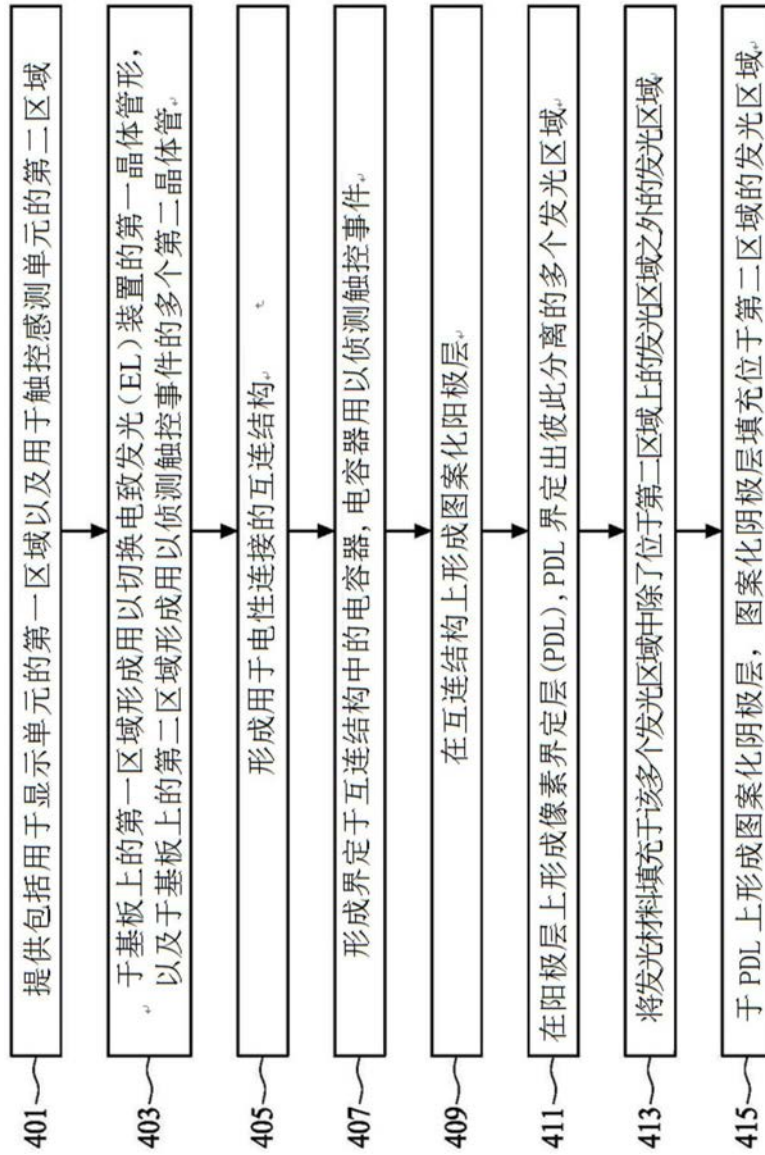 401
提供包括用于显示单元的第一区域以及用于触控感测单元的第二区域
403
于基板上的第一区域形成用以切换电致发光(EL)装置的第一晶体管形，
以及于基板上的第二区域形成用以侦测触控事件的多个第二晶体管
405
形成用于电性连接的互连结构
407
形成界定于互连结构中的电容器，电容器用以侦测触控事件
409
在互连结构上形成图案化阳极层
411
在阳极层上形成像素界定层(PDL)，PDL 界定出彼此分离的多个发光区域
413
将发光材料填充于该多个发光区域中除了位于第二区域上的发光区域之外的发光区域
415
于 PDL 上形成图案化阴极层，图案化阴极层填充位于第二区域的发光区域